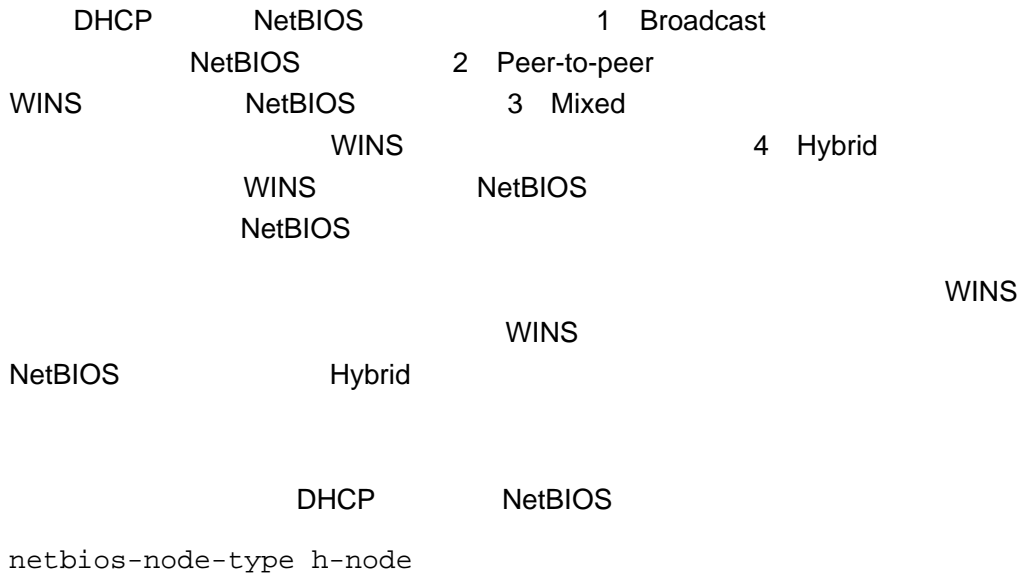 DHCP NetBIOS 1 Broadcast
NetBIOS 2 Peer-to-peer
WINS NetBIOS 3 Mixed
WINS 4 Hybrid
WINS NetBIOS
NetBIOS
WINS
WINS
NetBIOS Hybrid
DHCP NetBIOS
netbios-node-type h-node